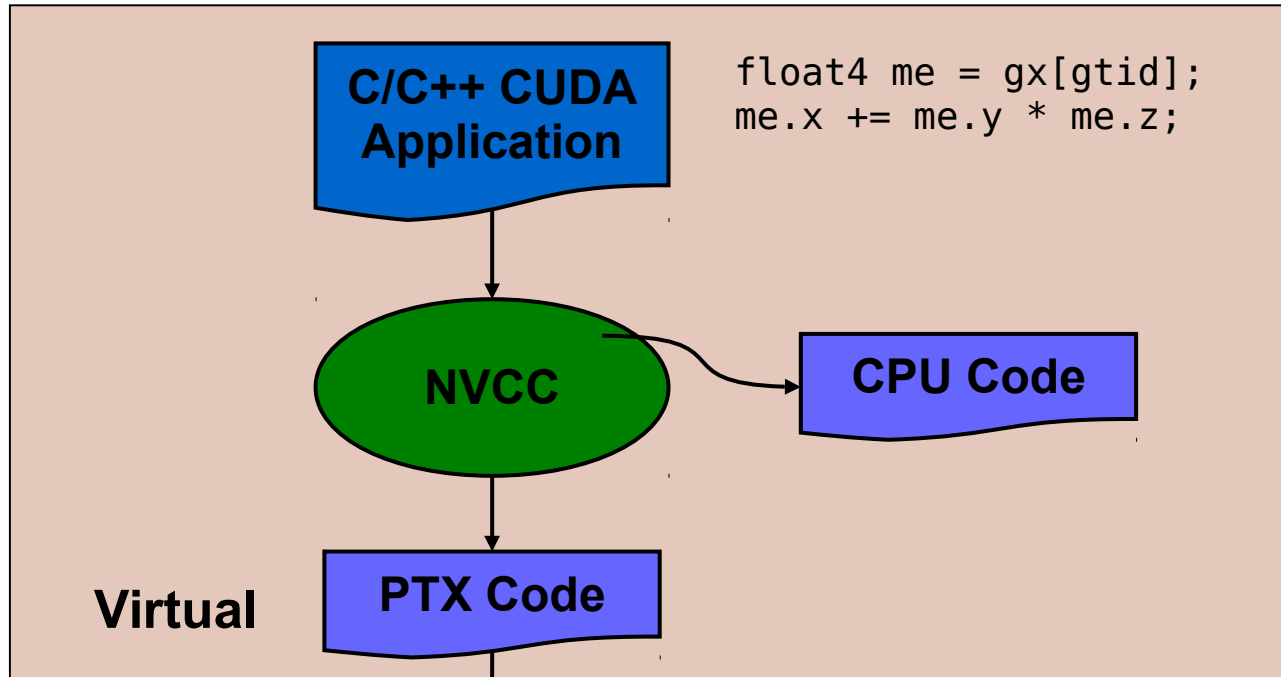 C/C++ CUDA
Application
float4 me = gx[gtid];
me.x += me.y * me.z;
NVCC
CPU Code
Virtual
PTX Code